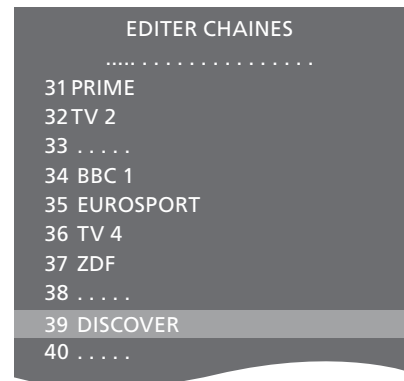 EDITER CHAINES
..... . . . . . . . . . . . . . . .
31 PRIME
32 TV 2
33 . . . . .
34 BBC 1
35 EUROSPORT
36 TV 4
37 ZDF
38 . . . . .
39 DISCOVER
40 . . . . .